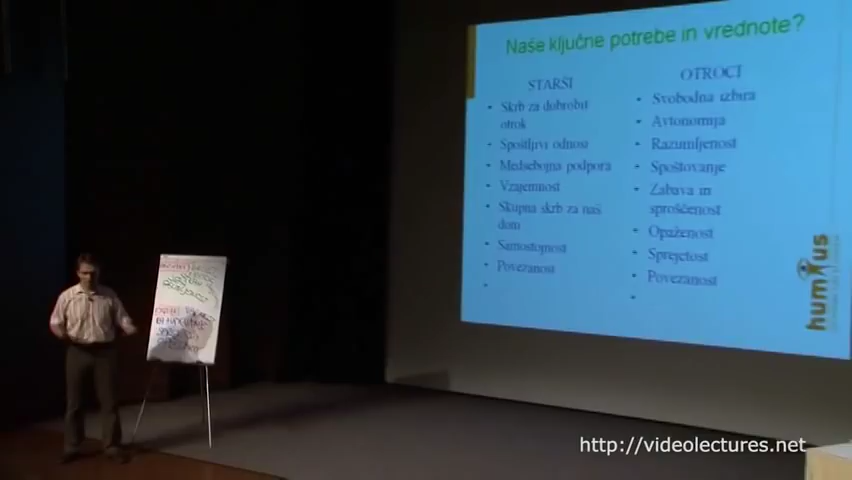 Naše ključne potrebe in vrednote?
STARŠI
Skrb za dobrobit
otrok
Spoštljivi odnosi
Medsebojna podpora
Vzajemnost
Skupna skrb za naš
dom
Samostojnost
Povezanost
OTROCI
Svobodna izbira
Avtonomija
Razumljenost
Spoštovanje
Zabava in
sproščenost
Opaženost
Sprejetost
Povezanost
humus
http://videolectures.net